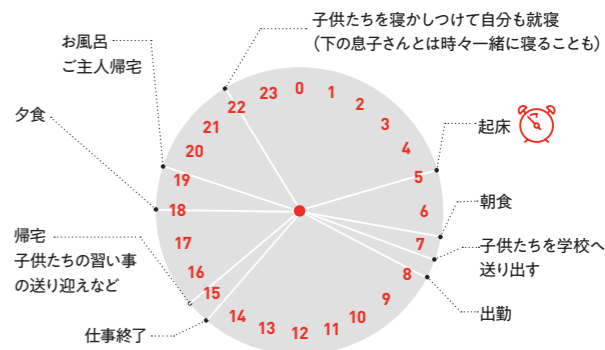 子供たちを寝かしつけて自分も就寝
（下の息子さんとは時々一緒に寝ることも）
お風呂
ご主人帰宅
夕食
帰宅
子供たちの習い事
の送り迎えなど
仕事終了
起床
朝食
子供たちを学校へ
送り出す
出勤
0
1
2
3
4
5
6
7
8
9
10
11
12
13
14
15
16
17
18
19
20
21
22
23